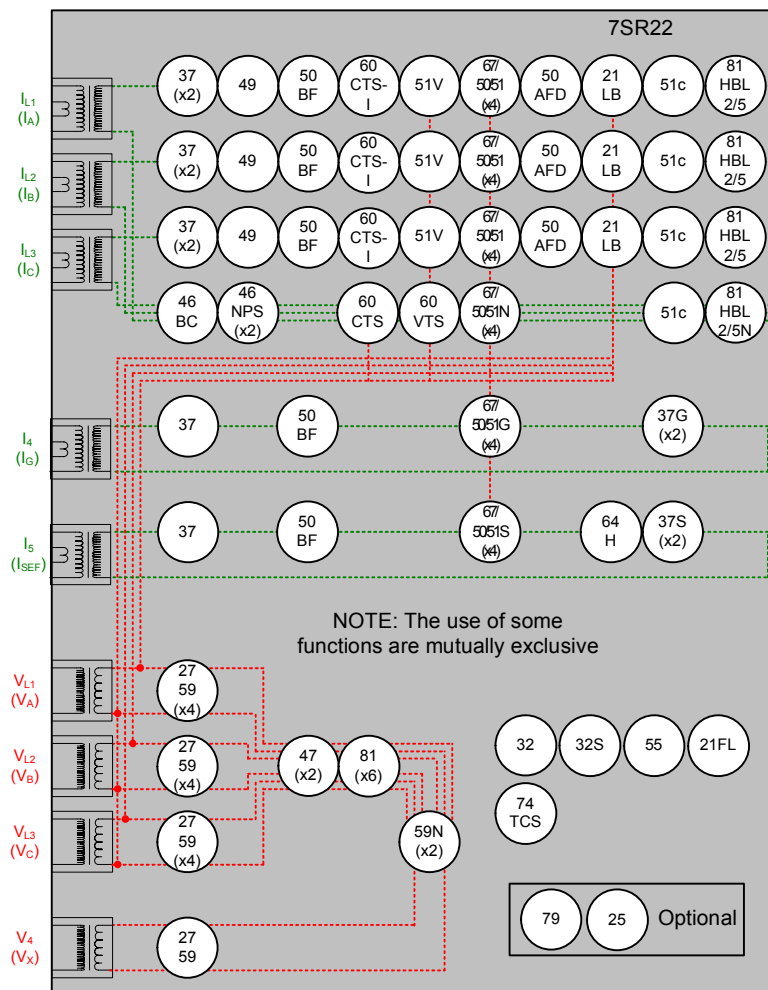 7SR22
IL1
(IA)
37
(x2)
49
50
BF
60
CTS-
I
51V
67/
50/51
(x4)
50
AFD
21
LB
51c
81
HBL
2/5
IL2
(IB)
37
(x2)
49
50
BF
60
CTS-
I
51V
67/
50/51
(x4)
50
AFD
21
LB
51c
81
HBL
2/5
IL3
(IC)
37
(x2)
49
50
BF
60
CTS-
I
51V
67/
50/51
(x4)
50
AFD
21
LB
51c
81
HBL
2/5
46
BC
46
NPS
(x2)
60
CTS
60
VTS
67/
50/51N
(x4)
51c
81
HBL
2/5N
I4
(IG)
37
50
BF
67/
50/51G
(x4)
37G
(x2)
I5
(ISEF)
37
50
BF
67/
50/51S
(x4)
64
H
37S
(x2)
NOTE: The use of some
functions are mutually exclusive
VL1
(VA)
27
59
(x4)
VL2
(VB)
27
59
(x4)
47
(x2)
81
(x6)
32
32S
55
21FL
VL3
(VC)
27
59
(x4)
59N
(x2)
74
TCS
V4
(VX)
27
59
79
25
Optional